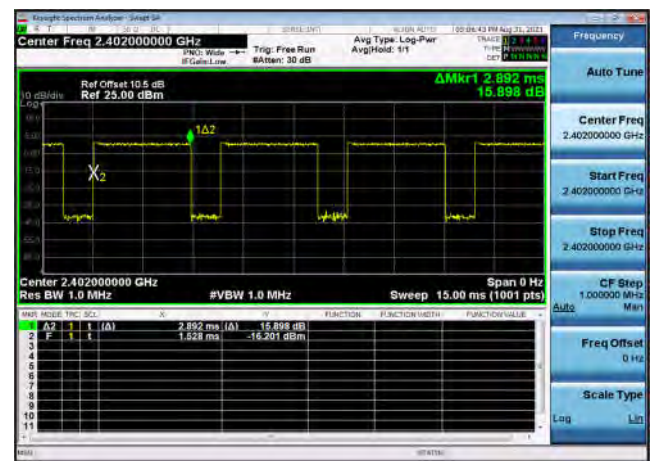 Keysight Spectrum Analyzer - Swept SA
Center Freq 2.402000000 GHz
PNO: Wide
IFGain:Low
Trig: Free Run
#Atten: 30 dB
Avg Type: Log-Pwr
Avg|Hold: 1/1
TRACE
TYPE
DET
Frequency
ΔMkr1 2.892 ms
15.898 dB
Ref Offset 10.5 dB
10 dB/div Ref 25.00 dBm
Log
1Δ2
X2
Center 2.402000000 GHz
Span 0 Hz
Res BW 1.0 MHz
#VBW 1.0 MHz
Sweep 15.00 ms (1001 pts)
MKR MODE TRC SCL X Y FUNCTION FUNCTION WIDTH FUNCTION VALUE
1 Δ2 1 t (Δ) 2.892 ms (Δ) 15.898 dB
2 F 1 t 1.528 ms -16.201 dBm
3
4
5
6
7
8
9
10
11
MSG
STATUS
Auto Tune
Center Freq
2.402000000 GHz
Start Freq
2.402000000 GHz
Stop Freq
2.402000000 GHz
CF Step
1.000000 MHz
Auto Man
Freq Offset
0 Hz
Scale Type
Log Lin